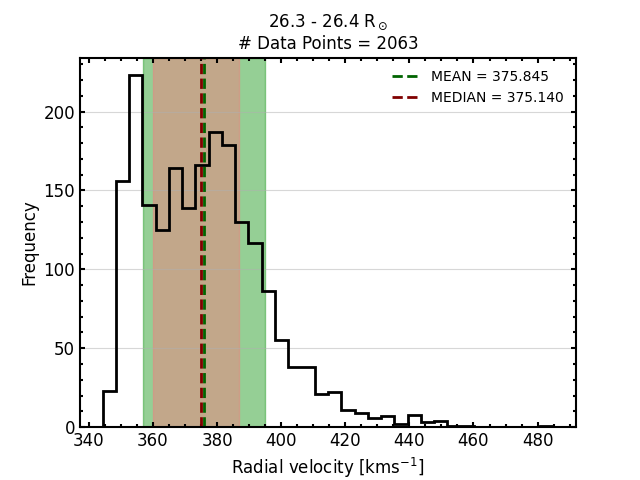 26.3 - 26.4 R⊙
# Data Points = 2063
MEAN = 375.845
MEDIAN = 375.140
Frequency
200
150
100
50
0
340 360 380 400 420 440 460 480
Radial velocity [kms⁻¹]